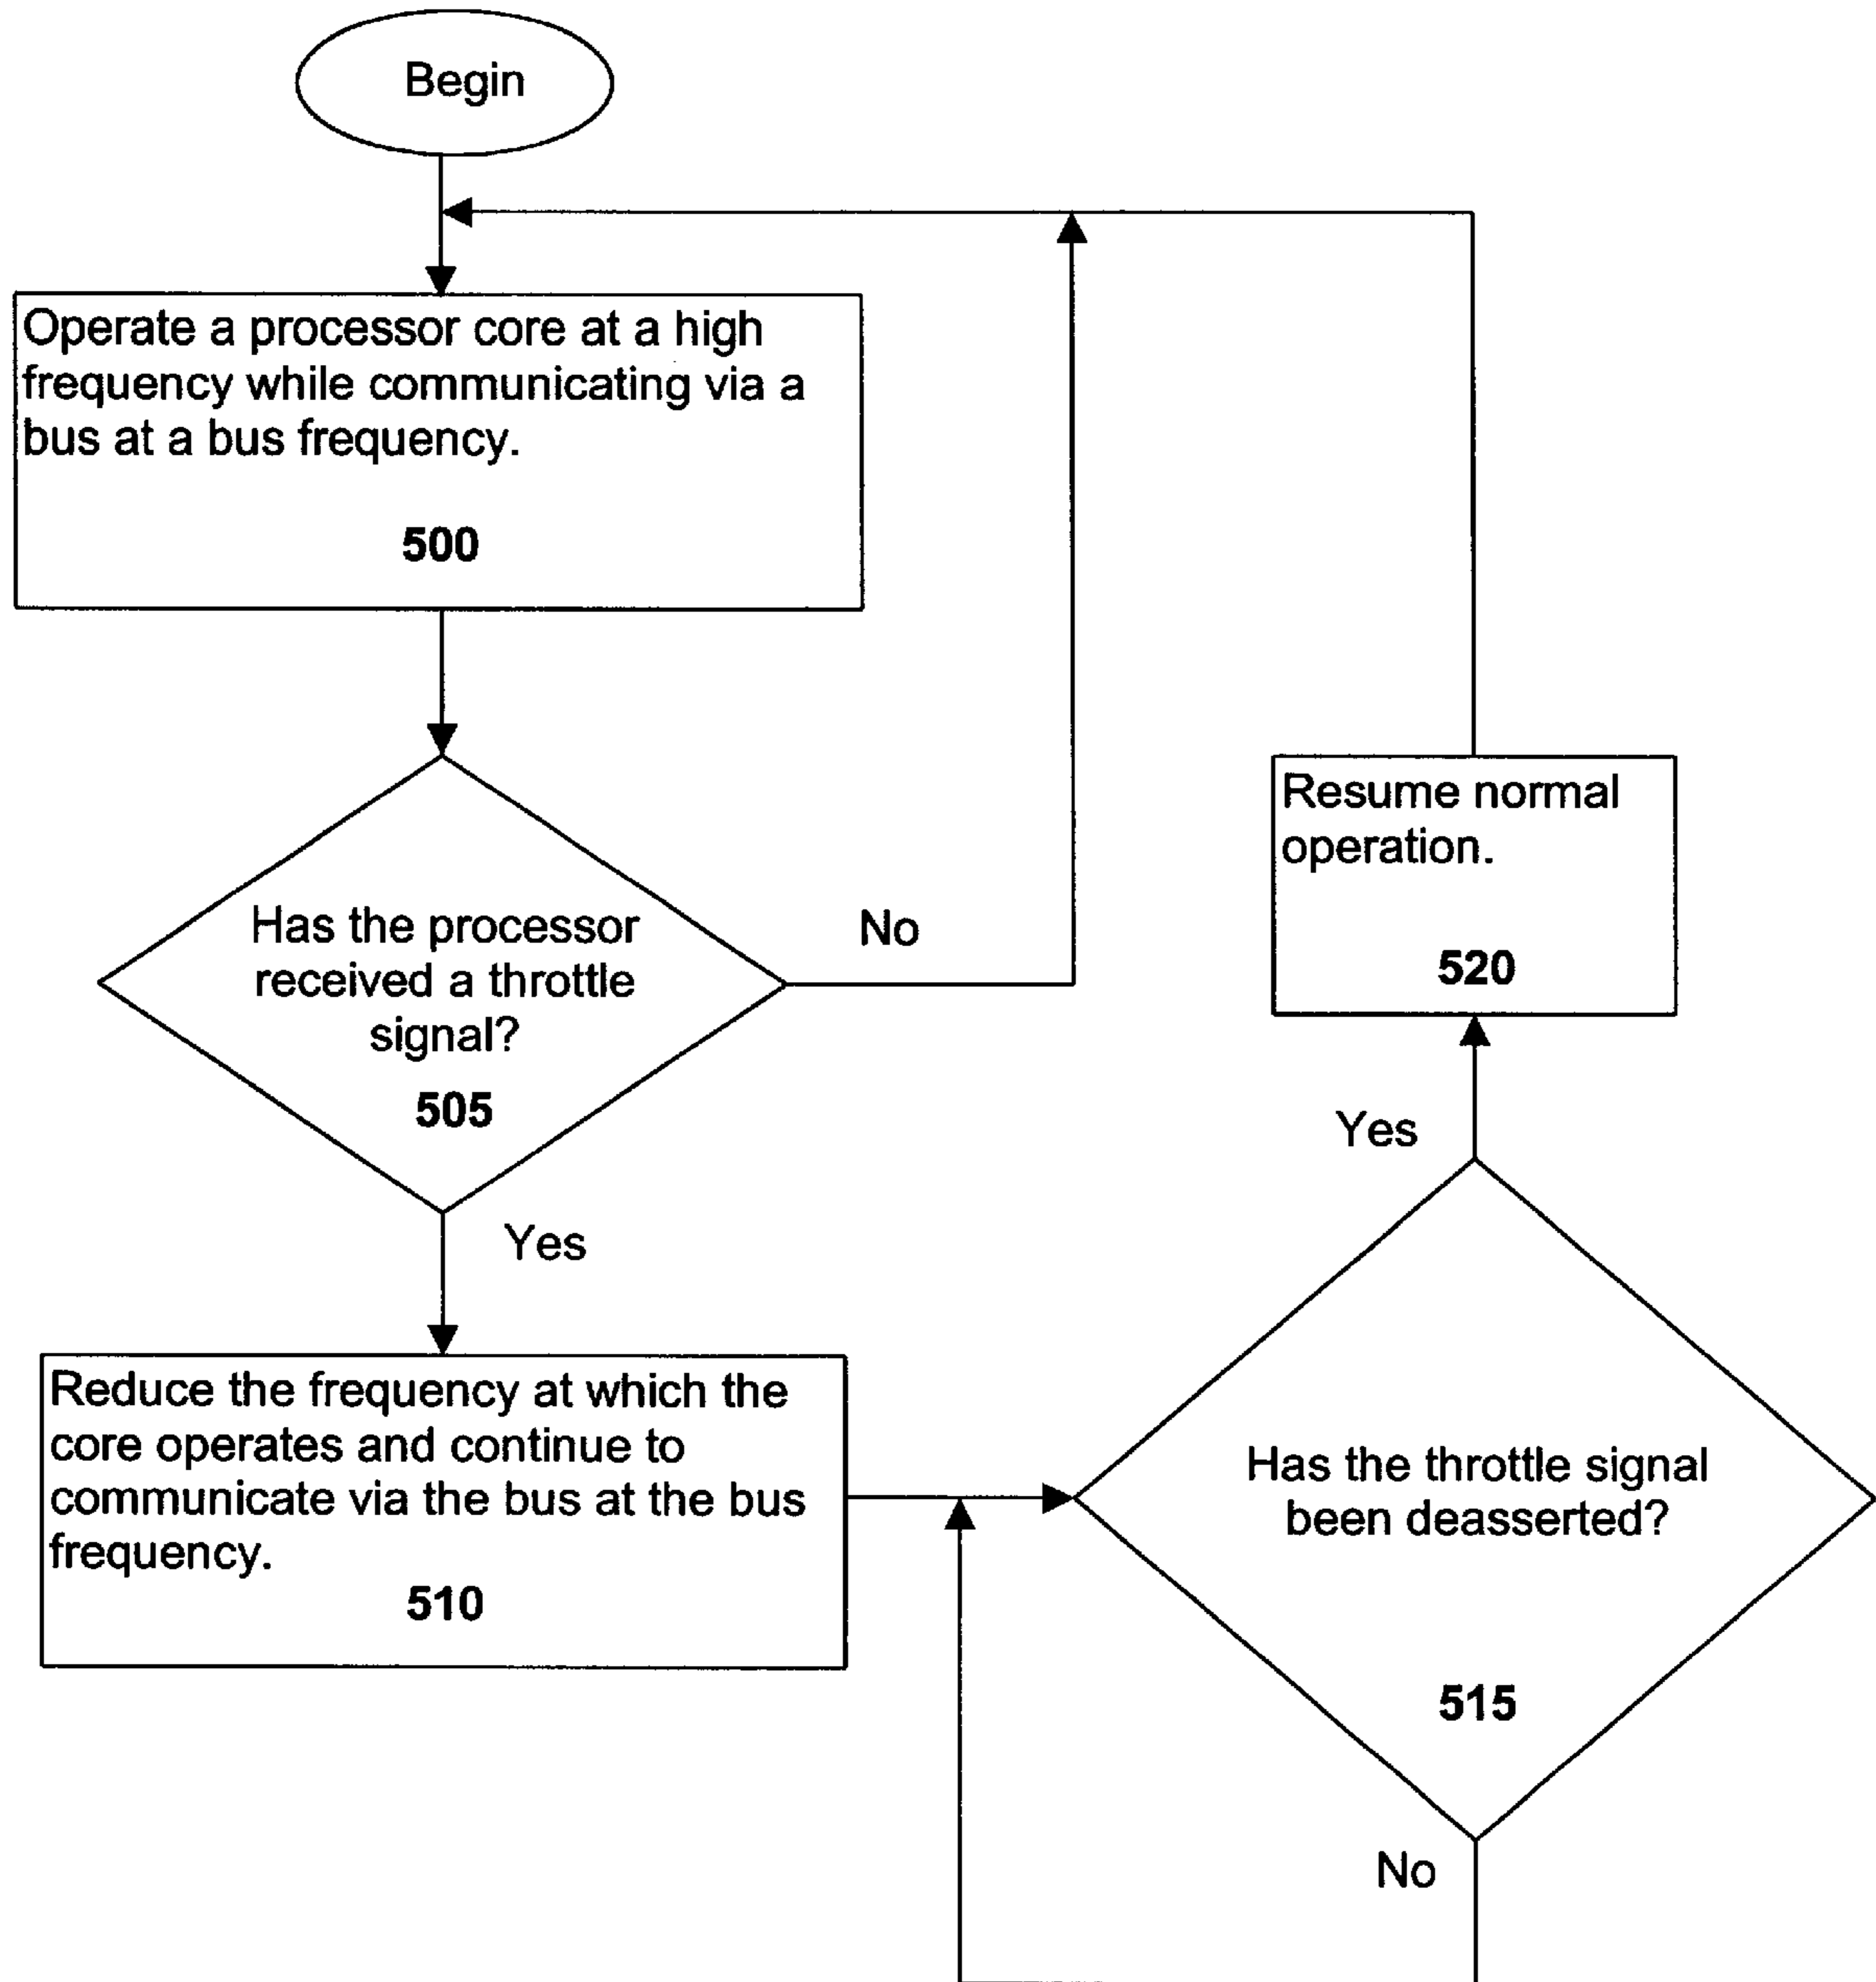 Begin
Operate a processor core at a high
frequency while communicating via a
bus at a bus frequency.
500
Has the processor
received a throttle
signal?
505
No
Yes
Reduce the frequency at which the
core operates and continue to
communicate via the bus at the bus
frequency.
510
Has the throttle signal
been deasserted?
515
No
Yes
Resume normal
operation.
520